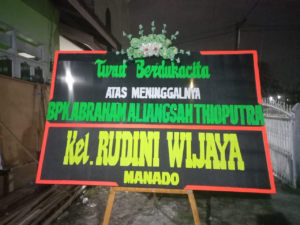 Turut Berdukacita
ATAS MENINGGALNYA
BPK.ABRAHAM ALIANGSAH THIOPUTRA
Kel. RUDINI WIJAYA
MANADO